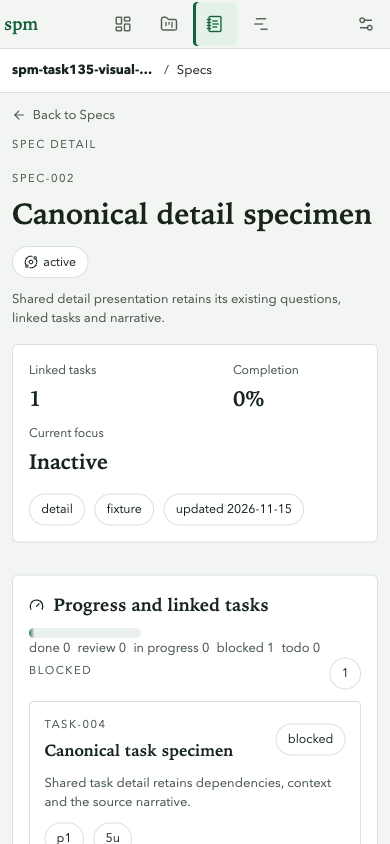 spm
spm-task135-visual-... / Specs
Back to Specs
SPEC DETAIL
SPEC-002
Canonical detail specimen
active
Shared detail presentation retains its existing questions,
linked tasks and narrative.
Linked tasks
Completion
1
0%
Current focus
Inactive
detail
fixture
updated 2026-11-15
Progress and linked tasks
done 0 review 0 in progress 0 blocked 1 todo 0
BLOCKED
1
TASK-004
Canonical task specimen
blocked
Shared task detail retains dependencies, context
and the source narrative.
p1
5u